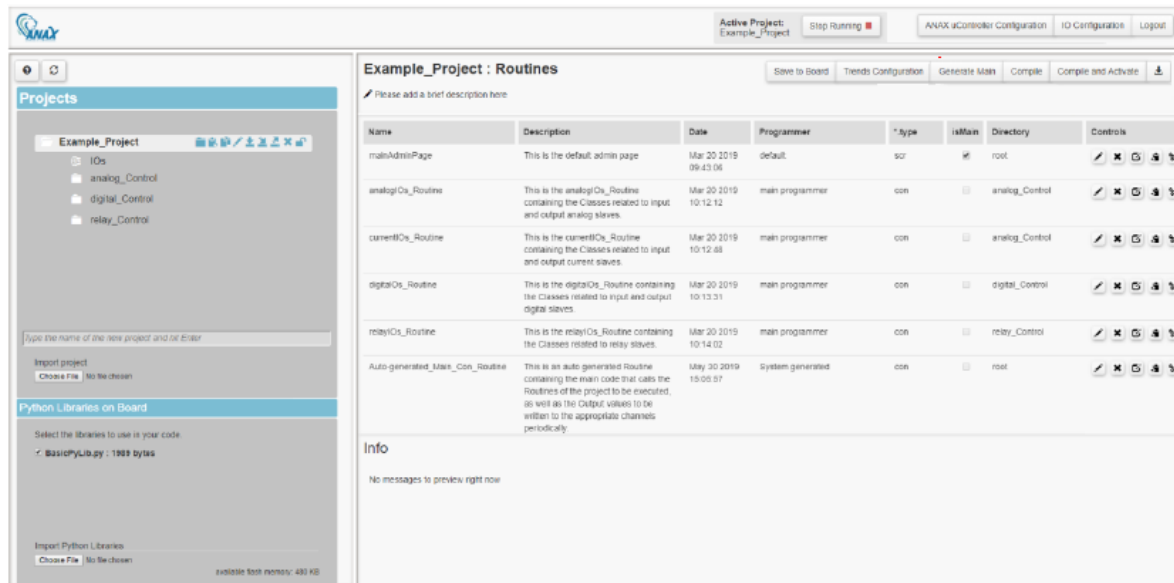 ANAX
Active Project:
Example_Project
Stop Running
ANAX uController Configuration
IO Configuration
Logout
Projects
Example_Project
IOs
analog_Control
digital_Control
relay_Control
Type the name of the new project and hit Enter
Import project
Choose File No file chosen
Python Libraries on Board
Select the libraries to use in your code
BasicPyLib.py : 1989 bytes
Import Python Libraries
Choose File No file chosen
available flash memory: 480 KB
Example_Project : Routines
Save to Board
Trends Configuration
Generate Main
Compile
Compile and Activate
Please add a brief description here
Name Description Date Programmer *.type isMain Directory Controls
mainAdminPage This is the default admin page Mar 20 2019 default scr root
09:43:06
analogIOs_Routine This is the analogIOs_Routine Mar 20 2019 main programmer con analog_Control
containing the Classes related to input 10:12:12
and output analog slaves.
currentIOs_Routine This is the currentIOs_Routine Mar 20 2019 main programmer con analog_Control
containing the Classes related to input 10:12:48
and output current slaves.
digitalOs_Routine This is the digitalOs_Routine containing Mar 20 2019 main programmer con digital_Control
the Classes related to input and output 10:13:31
digital slaves.
relayIOs_Routine This is the relayIOs_Routine containing Mar 20 2019 main programmer con relay_Control
the Classes related to relay slaves. 10:14:02
Auto-generated_Main_Con_Routine This is an auto generated Routine May 30 2019 System generated con root
containing the main code that calls the 15:05:57
Routines of the project to be executed,
as well as the Output values to be
written to the appropriate channels
periodically.
Info
No messages to preview right now